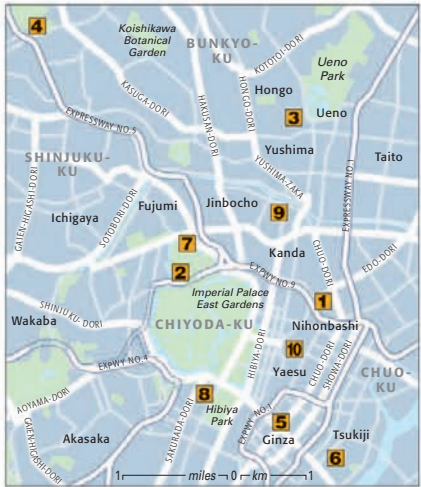 4
Koishikawa
Botanical
Garden
BUNKYO-
KU
KOTOTOI-DORI
Ueno
Park
KASUGA-DORI
HAKUSAN-DORI
HONGO-DORI
Hongo
3
Ueno
EXPRESSWAY NO.5
Yushima
YUSHIMA-ZAKA
EXPRESSWAY NO.1
Taito
SHINJUKU-
KU
GAIEN-HIGASHI-DORI
Ichigaya
SOTOBORI-DORI
Fujumi
Jinbocho
9
7
Kanda
CHUO-DORI
EDO-DORI
2
EXPWY NO.9
Imperial Palace
East Gardens
1
SHINJUKU-DORI
Wakaba
CHIYODA-KU
Nihonbashi
HIBIYA-DORI
10
Yaesu
CHUO-DORI
SHOWA-DORI
CHUO-
KU
EXPWY NO.4
AOYAMA-DORI
GAIEN-HIGASHI-DORI
8
Hibiya
Park
SAKURADA-DORI
EXPWY NO.1
5
Ginza
Tsukiji
Akasaka
6
1 miles 0 km 1